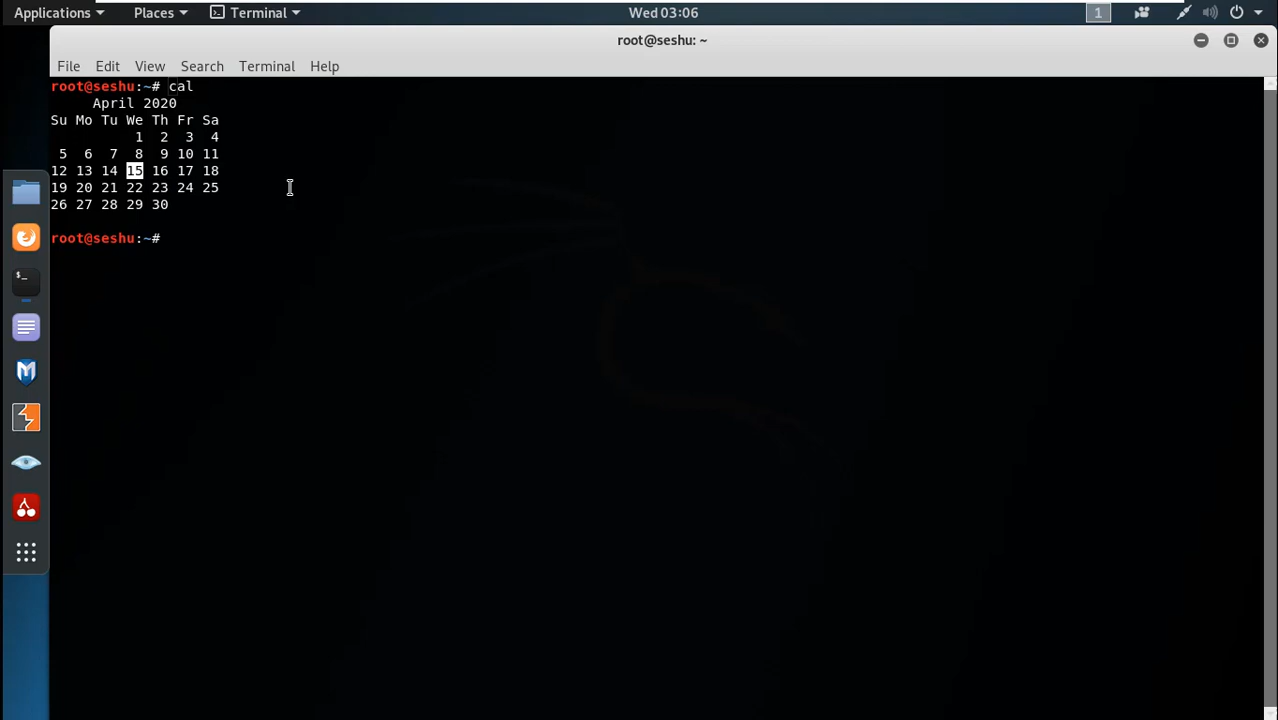 Applications Places Terminal Wed 03:06 1
root@seshu: ~
File Edit View Search Terminal Help
root@seshu:~# cal
     April 2020
Su Mo Tu We Th Fr Sa
          1  2  3  4
 5  6  7  8  9 10 11
12 13 14 15 16 17 18
19 20 21 22 23 24 25
26 27 28 29 30
root@seshu:~#
$_